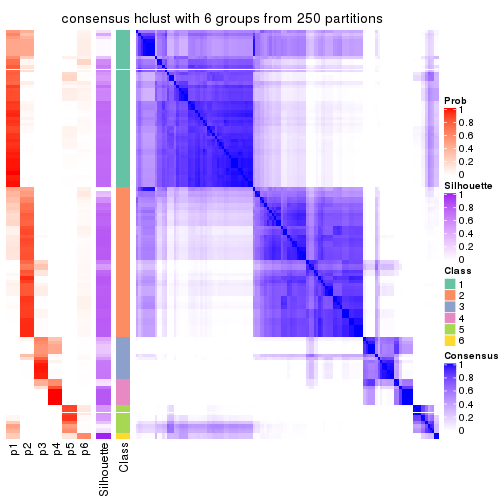 consensus hclust with 6 groups from 250 partitions
Prob
1
0.8
0.6
0.4
0.2
0
Silhouette
1
0.8
0.6
0.4
0.2
0
Class
1
2
3
4
5
6
Consensus
1
0.8
0.6
0.4
0.2
0
p1
p2
p3
p4
p5
p6
Silhouette
Class